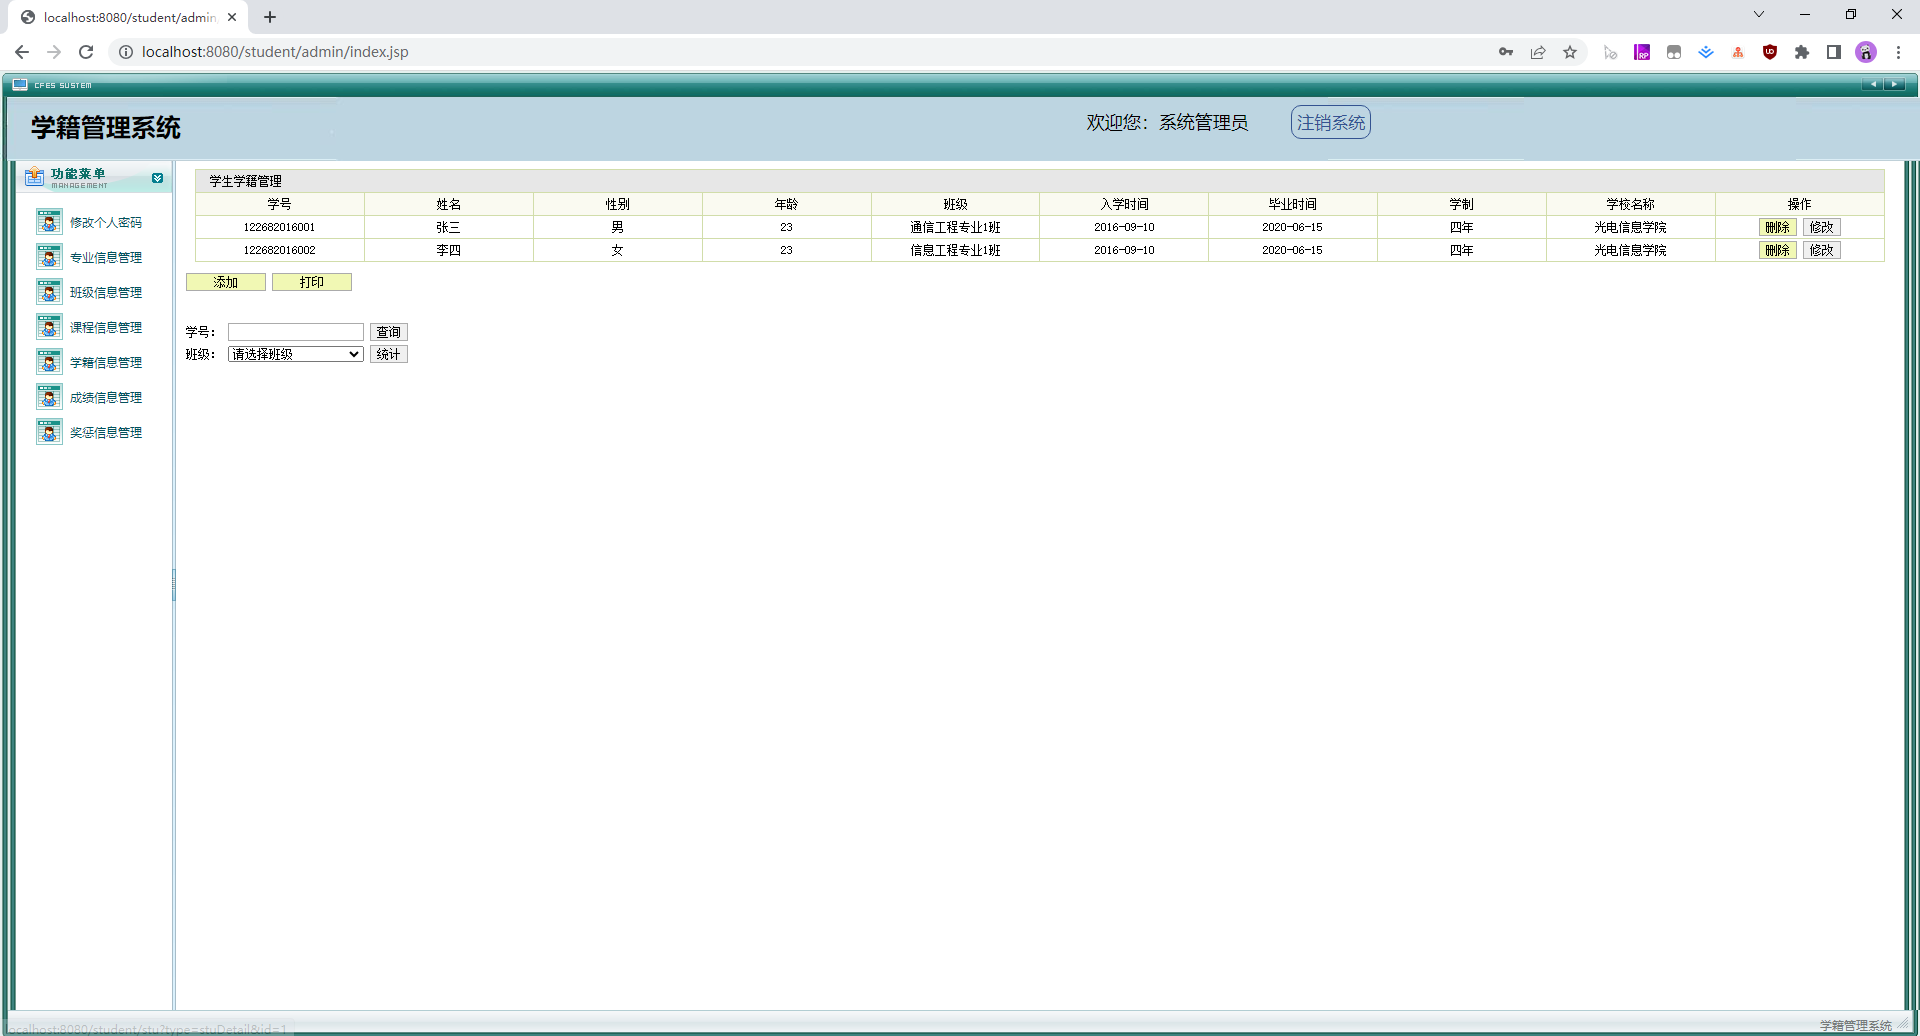 localhost:8080/student/admin
localhost:8080/student/admin/index.jsp
CFES SUSTEM
学籍管理系统
欢迎您：系统管理员 注销系统
功能菜单
MANAGEMENT
修改个人密码
专业信息管理
班级信息管理
课程信息管理
学籍信息管理
成绩信息管理
奖惩信息管理
学生学籍管理
学号 姓名 性别 年龄 班级 入学时间 毕业时间 学制 学校名称 操作
122682016001 张三 男 23 通信工程专业1班 2016-09-10 2020-06-15 四年 光电信息学院 删除 修改
122682016002 李四 女 23 信息工程专业1班 2016-09-10 2020-06-15 四年 光电信息学院 删除 修改
添加 打印
学号： 查询
班级： 请选择班级 统计
localhost:8080/student/stu?type=stuDetail&id=1
学籍管理系统